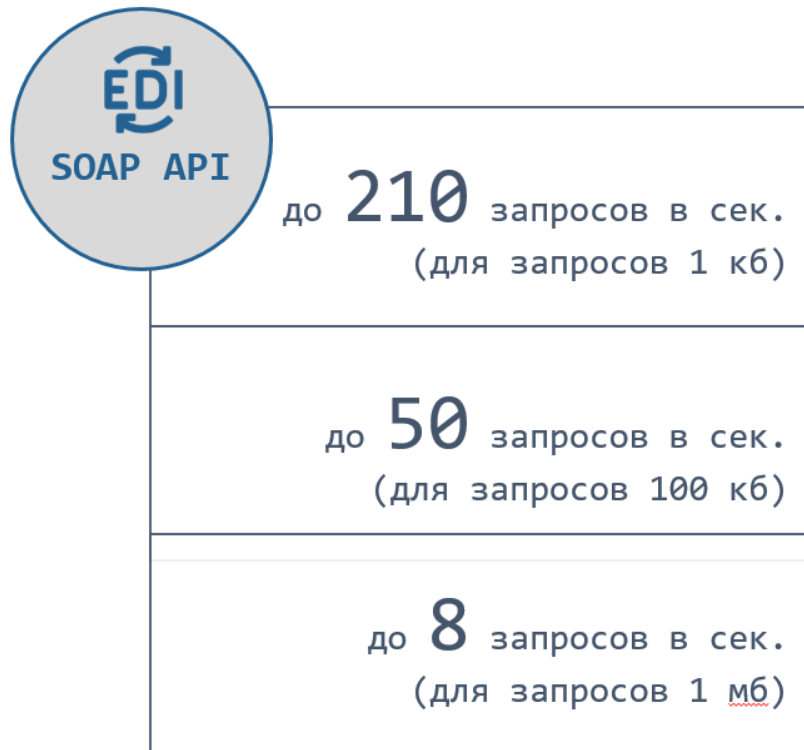 EDI
SOAP API
до 210 запросов в сек.
(для запросов 1 кб)
до 50 запросов в сек.
(для запросов 100 кб)
до 8 запросов в сек.
(для запросов 1 мб)